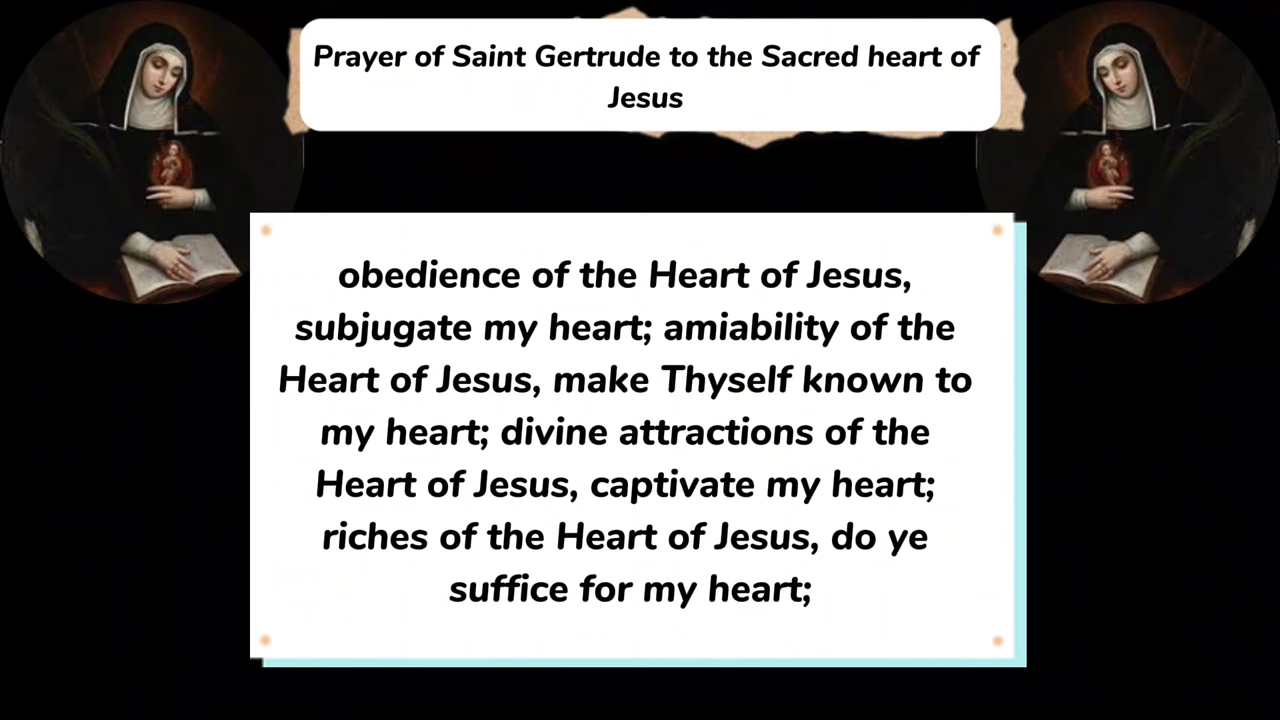 Prayer of Saint Gertrude to the Sacred heart of
Jesus
obedience of the Heart of Jesus,
subjugate my heart; amiability of the
Heart of Jesus, make Thyself known to
my heart; divine attractions of the
Heart of Jesus, captivate my heart;
riches of the Heart of Jesus, do ye
suffice for my heart;